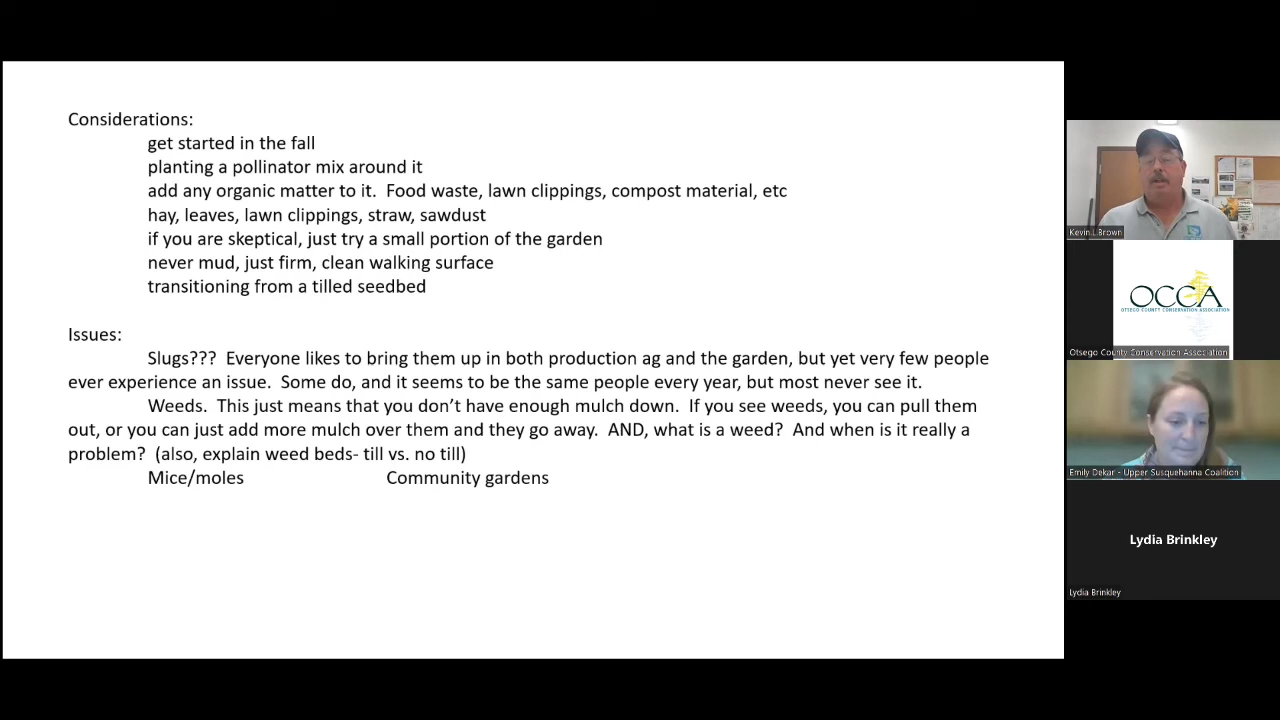 Considerations:
get started in the fall
planting a pollinator mix around it
add any organic matter to it.  Food waste, lawn clippings, compost material, etc
hay, leaves, lawn clippings, straw, sawdust
if you are skeptical, just try a small portion of the garden
never mud, just firm, clean walking surface
transitioning from a tilled seedbed
Issues:
Slugs???  Everyone likes to bring them up in both production ag and the garden, but yet very few people
ever experience an issue.  Some do, and it seems to be the same people every year, but most never see it.
Weeds.  This just means that you don’t have enough mulch down.  If you see weeds, you can pull them
out, or you can just add more mulch over them and they go away.  AND, what is a weed?  And when is it really a
problem?  (also, explain weed beds- till vs. no till)
Mice/moles Community gardens
Kevin L Brown
OCCA
OTSEGO COUNTY CONSERVATION ASSOCIATION
Otsego County Conservation Association
Emily Dekar - Upper Susquehanna Coalition
Lydia Brinkley
Lydia Brinkley